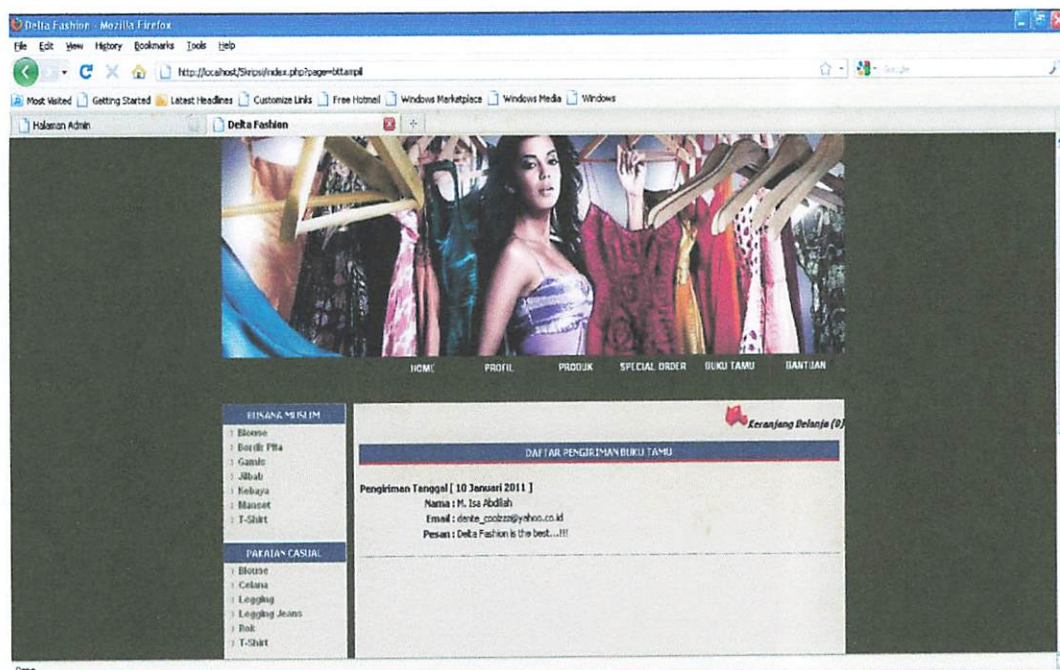 Delta Fashion - Mozilla Firefox
File Edit View History Bookmarks Tools Help
http://localhost/Skripsi/index.php?page=bttampil
Google
Most Visited Getting Started Latest Headlines Customize Links Free Hotmail Windows Marketplace Windows Media Windows
Halaman Admin Delta Fashion
HOME PROFIL PRODUK SPECIAL ORDER BUKU TAMU BANTUAN
Keranjang Belanja (0)
BUSANA MUSLIM
Blouse
Bordir Pita
Gamis
Jilbab
Kebaya
Manset
T-Shirt
PAKAIAN CASUAL
Blouse
Celana
Legging
Legging Jeans
Rok
T-Shirt
DAFTAR PENGIRIMAN BUKU TAMU
Pengiriman Tanggal [ 10 Januari 2011 ]
Nama : M. Isa Abdillah
Email : dante_coolzzz@yahoo.co.id
Pesan : Delta Fashion is the best...!!!
Done